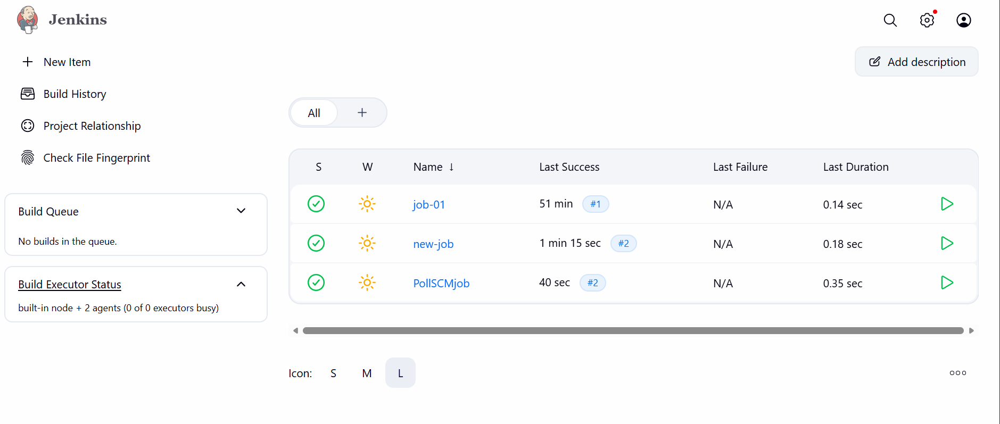 Jenkins
New Item
Build History
Project Relationship
Check File Fingerprint
Build Queue
No builds in the queue.
Build Executor Status
built-in node + 2 agents (0 of 0 executors busy)
Add description
All +
S W Name ↓ Last Success Last Failure Last Duration
job-01 51 min #1 N/A 0.14 sec
new-job 1 min 15 sec #2 N/A 0.18 sec
PollSCMjob 40 sec #2 N/A 0.35 sec
Icon: S M L